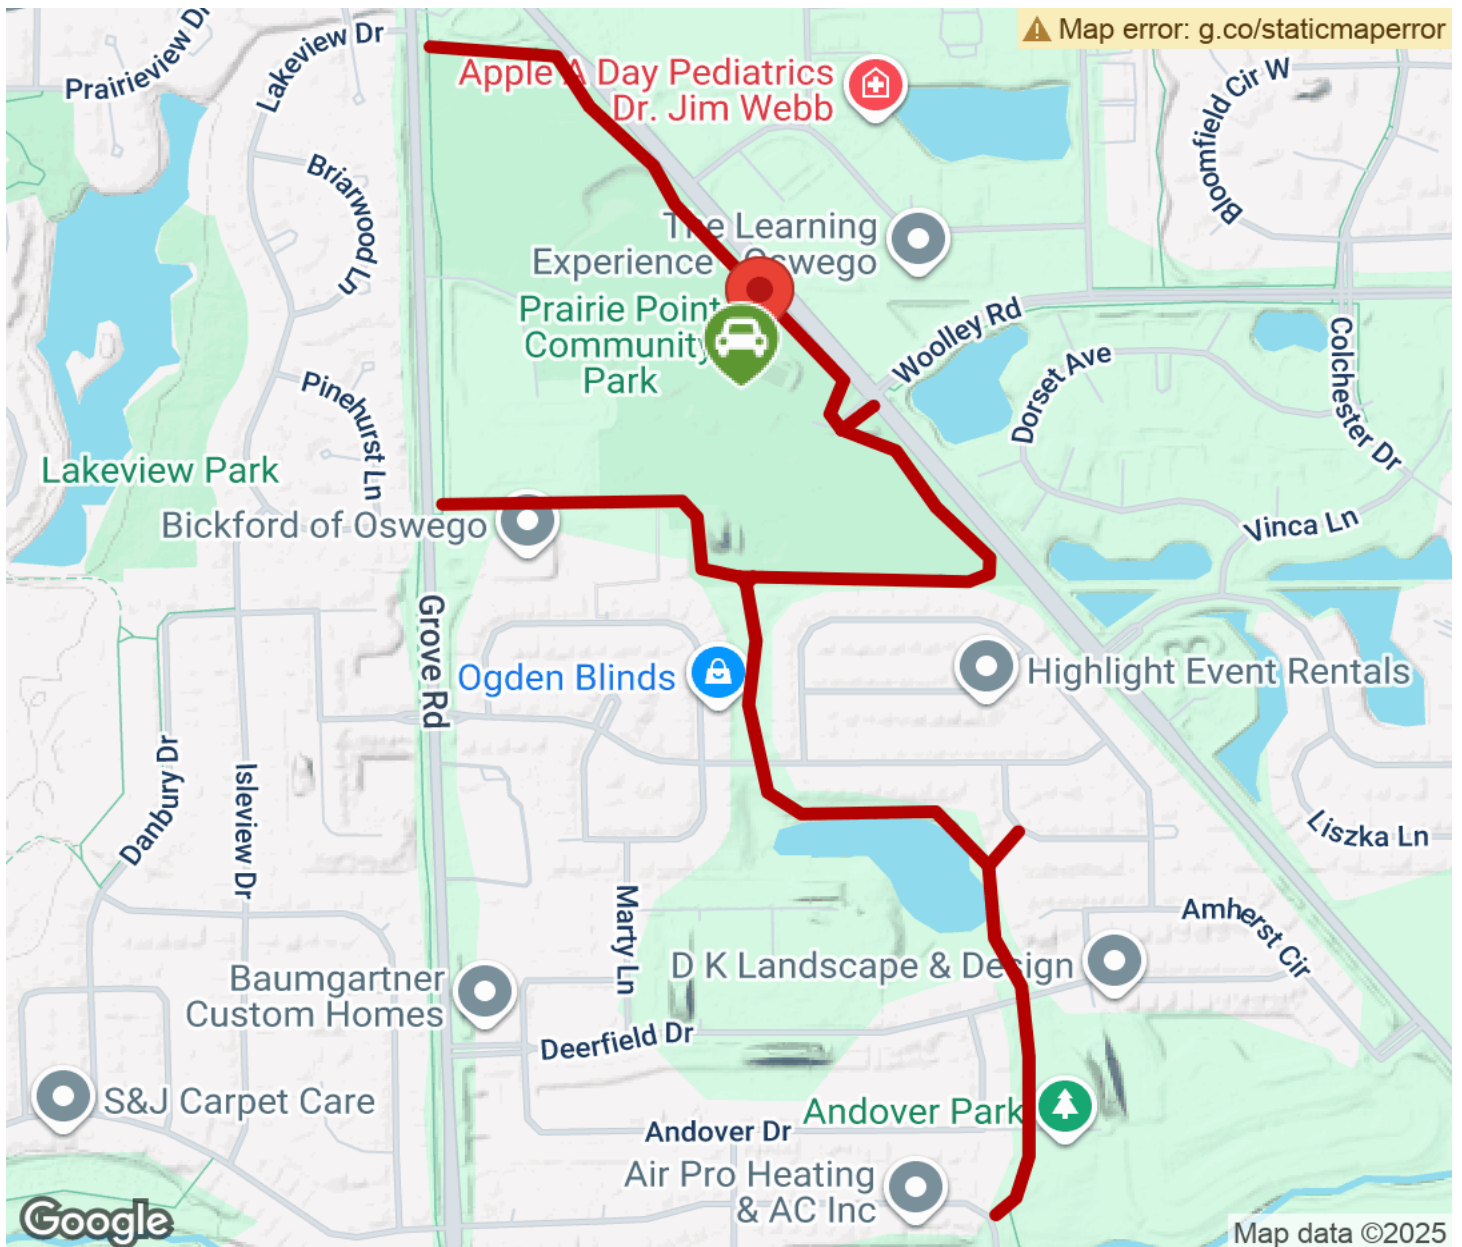 Map error: g.co/staticmaperror
Prairieview Dr
Lakeview Dr
Apple A Day Pediatrics
Dr. Jim Webb
Bloomfield Cir W
Briarwood Ln
The Learning
Experience - Oswego
Prairie Point
Community
Park
Woolley Rd
Colchester Dr
Dorset Ave
Pinehurst Ln
Lakeview Park
Bickford of Oswego
Vinca Ln
Grove Rd
Ogden Blinds
Highlight Event Rentals
Danbury Dr
Isleview Dr
Liszka Ln
Marty Ln
Amherst Cir
D K Landscape & Design
Baumgartner
Custom Homes
Deerfield Dr
S&J Carpet Care
Andover Park
Andover Dr
Air Pro Heating
& AC Inc
Google
Map data ©2025